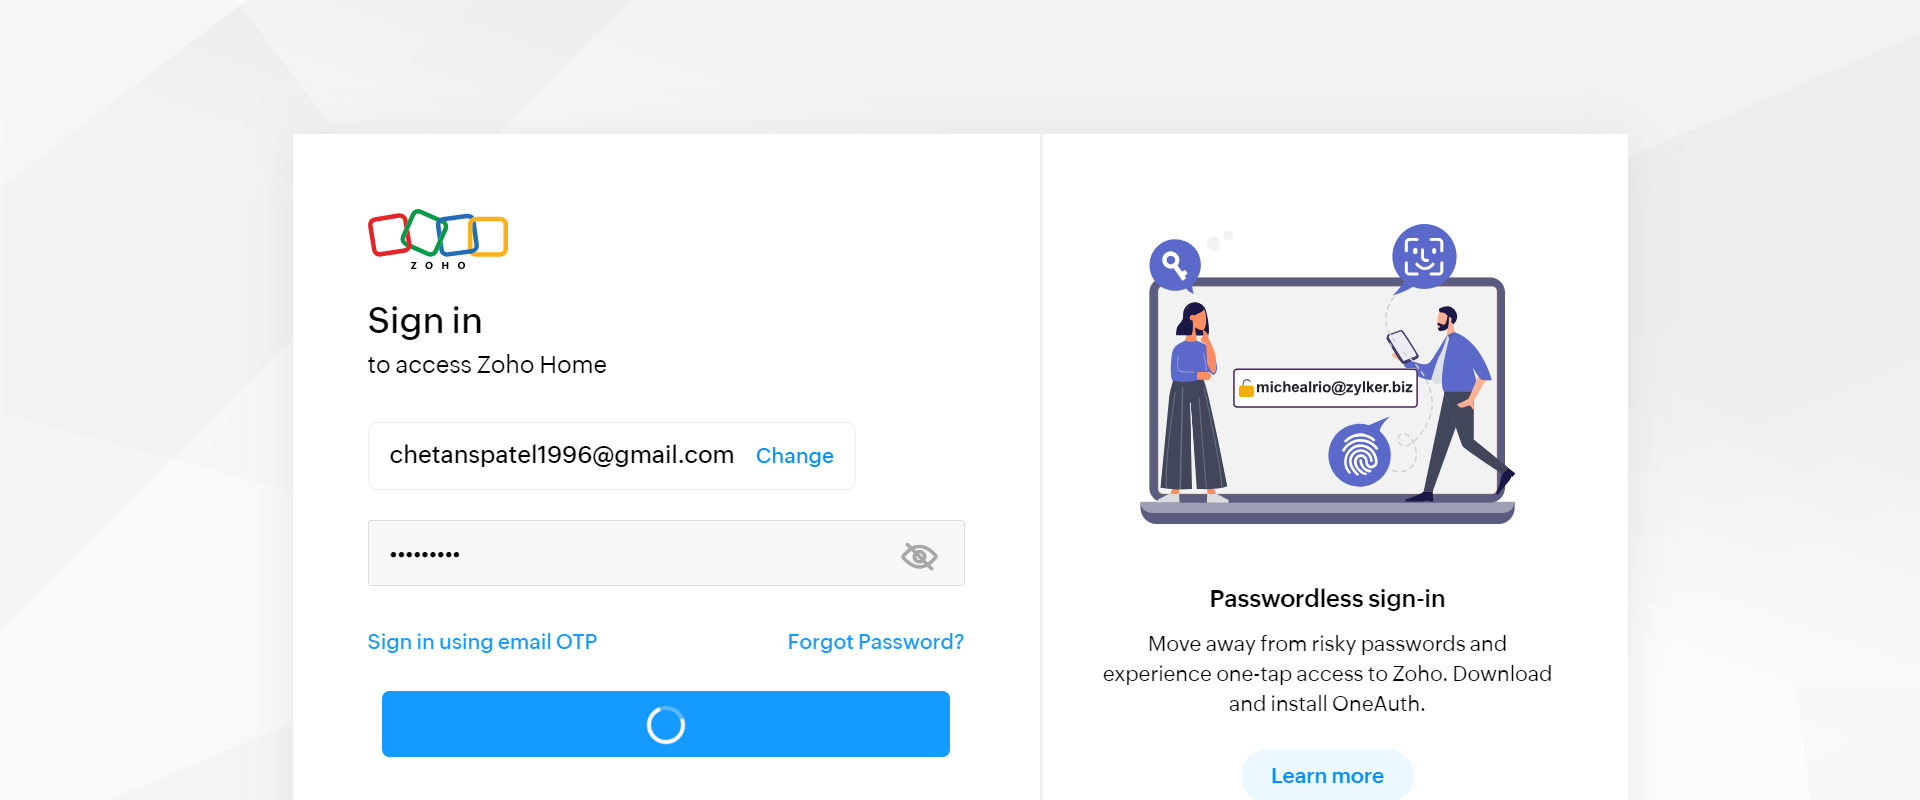 ZOHO
Sign in
to access Zoho Home
chetanspatel1996@gmail.com Change
•••••••••
Sign in using email OTP Forgot Password?
michealrio@zylker.biz
Passwordless sign-in
Move away from risky passwords and
experience one-tap access to Zoho. Download
and install OneAuth.
Learn more